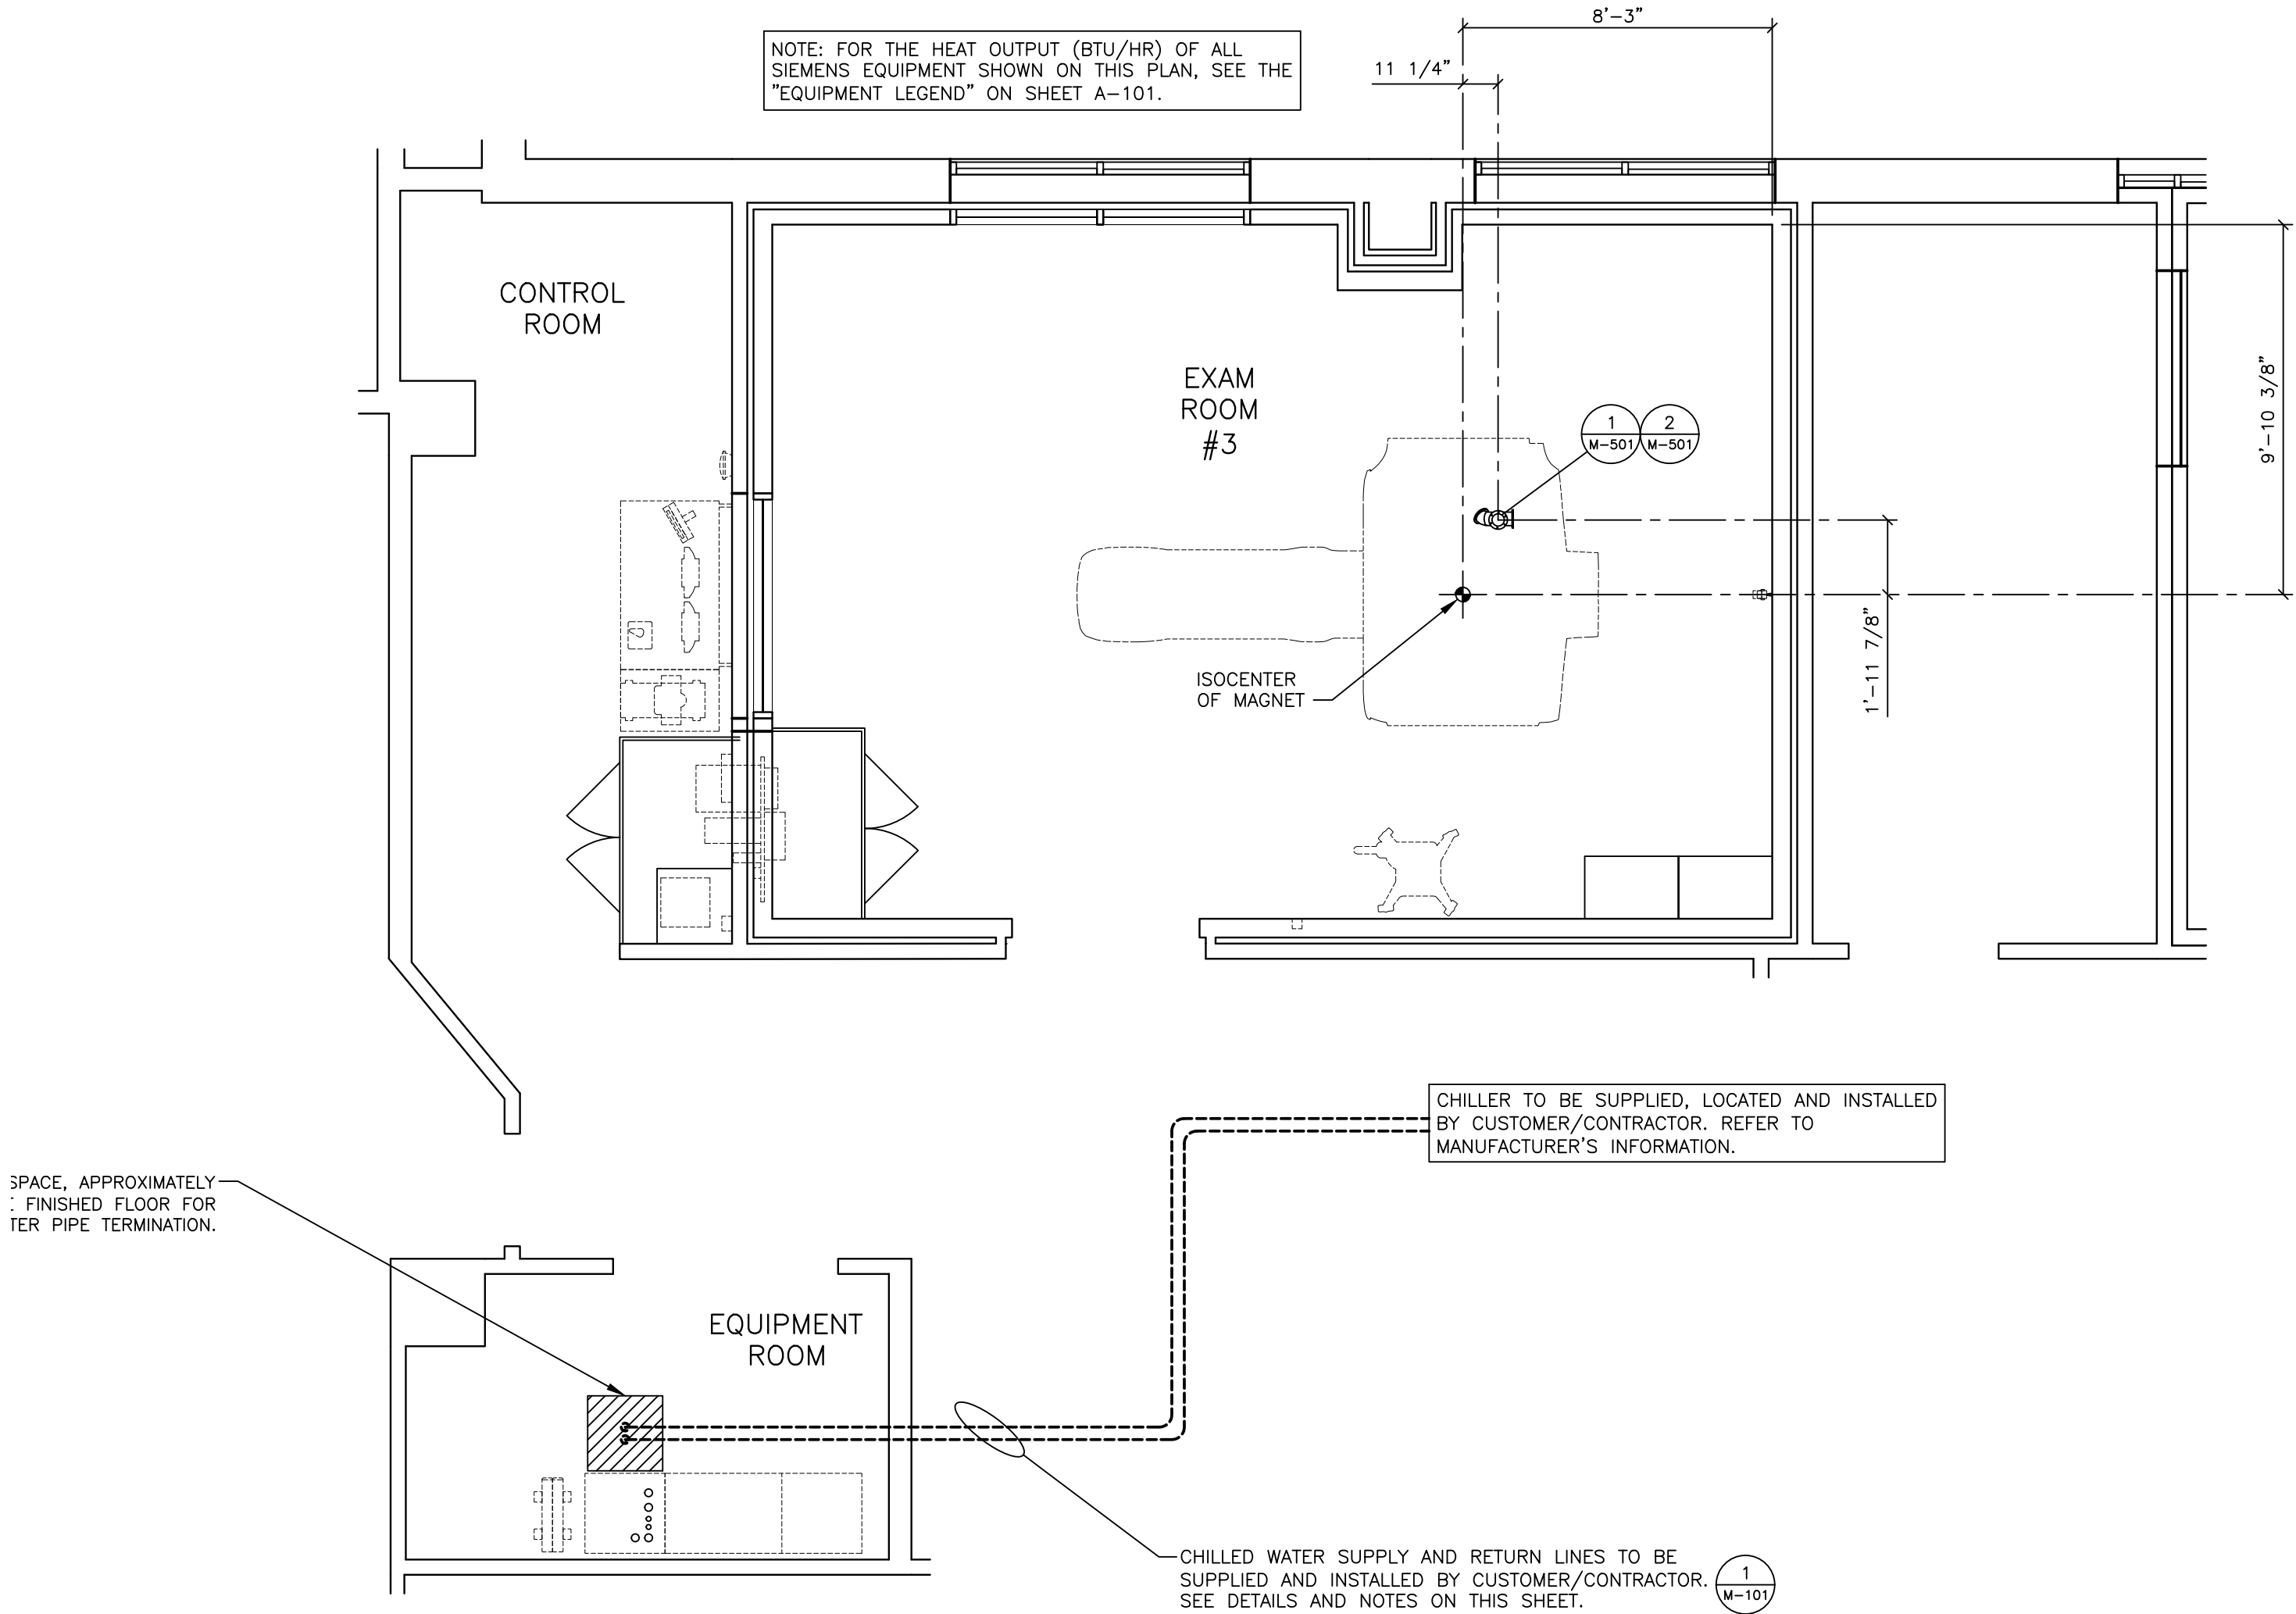 8'-3"
NOTE: FOR THE HEAT OUTPUT (BTU/HR) OF ALL
SIEMENS EQUIPMENT SHOWN ON THIS PLAN, SEE THE
"EQUIPMENT LEGEND" ON SHEET A-101.
11 1/4"
CONTROL
ROOM
EXAM
ROOM
#3
1
M-501
2
M-501
9'-10 3/8"
1'-11 7/8"
ISOCENTER
OF MAGNET
CHILLER TO BE SUPPLIED, LOCATED AND INSTALLED
BY CUSTOMER/CONTRACTOR. REFER TO
MANUFACTURER'S INFORMATION.
SPACE, APPROXIMATELY
FINISHED FLOOR FOR
PIPE TERMINATION.
EQUIPMENT
ROOM
CHILLED WATER SUPPLY AND RETURN LINES TO BE
SUPPLIED AND INSTALLED BY CUSTOMER/CONTRACTOR.
SEE DETAILS AND NOTES ON THIS SHEET.
1
M-101